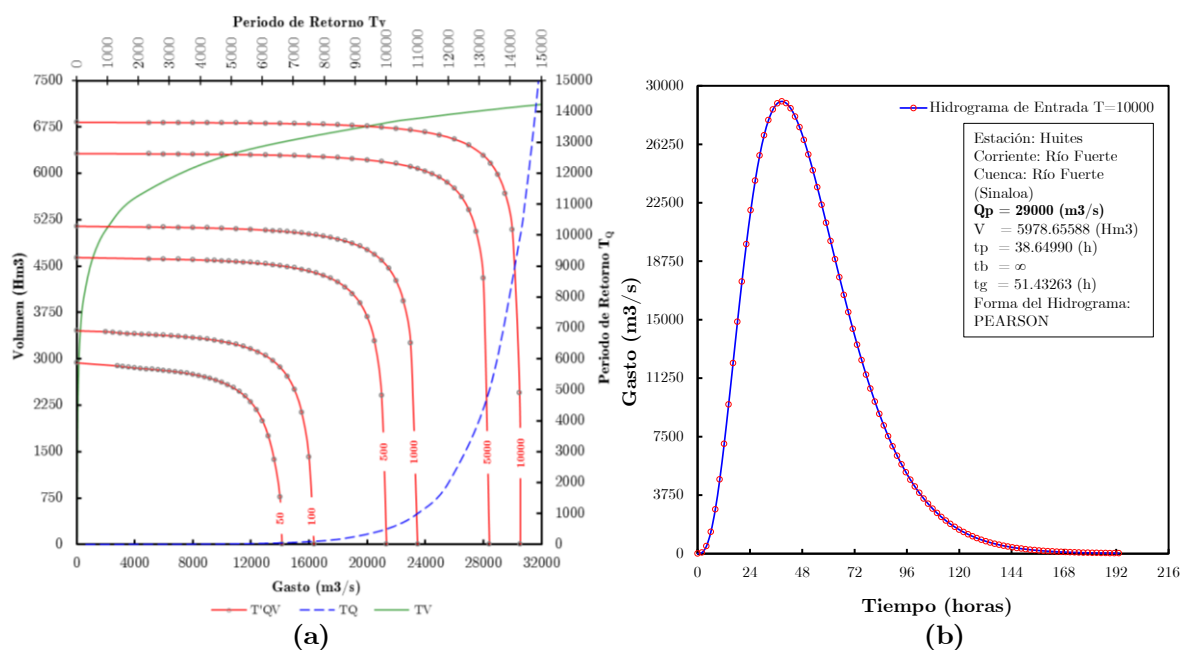 Periodo de Retorno Tv
0 1000 2000 3000 4000 5000 6000 7000 8000 9000 10000 11000 12000 13000 14000 15000
Volumen (Hm3)
7500
6750
6000
5250
4500
3750
3000
2250
1500
750
0
50
100
500
1000
5000
10000
15000
14000
13000
12000
11000
10000
9000
8000
7000
6000
5000
4000
3000
2000
1000
0
Periodo de Retorno TQ
0 4000 8000 12000 16000 20000 24000 28000 32000
Gasto (m3/s)
T'QV TQ TV
(a)
Gasto (m3/s)
30000
26250
22500
18750
15000
11250
7500
3750
0
Hidrograma de Entrada T=10000
Estación: Huites
Corriente: Río Fuerte
Cuenca: Río Fuerte
(Sinaloa)
Qp = 29000 (m3/s)
V = 5978.65588 (Hm3)
tp = 38.64990 (h)
tb = ∞
tg = 51.43263 (h)
Forma del Hidrograma:
PEARSON
0 24 48 72 96 120 144 168 192 216
Tiempo (horas)
(b)